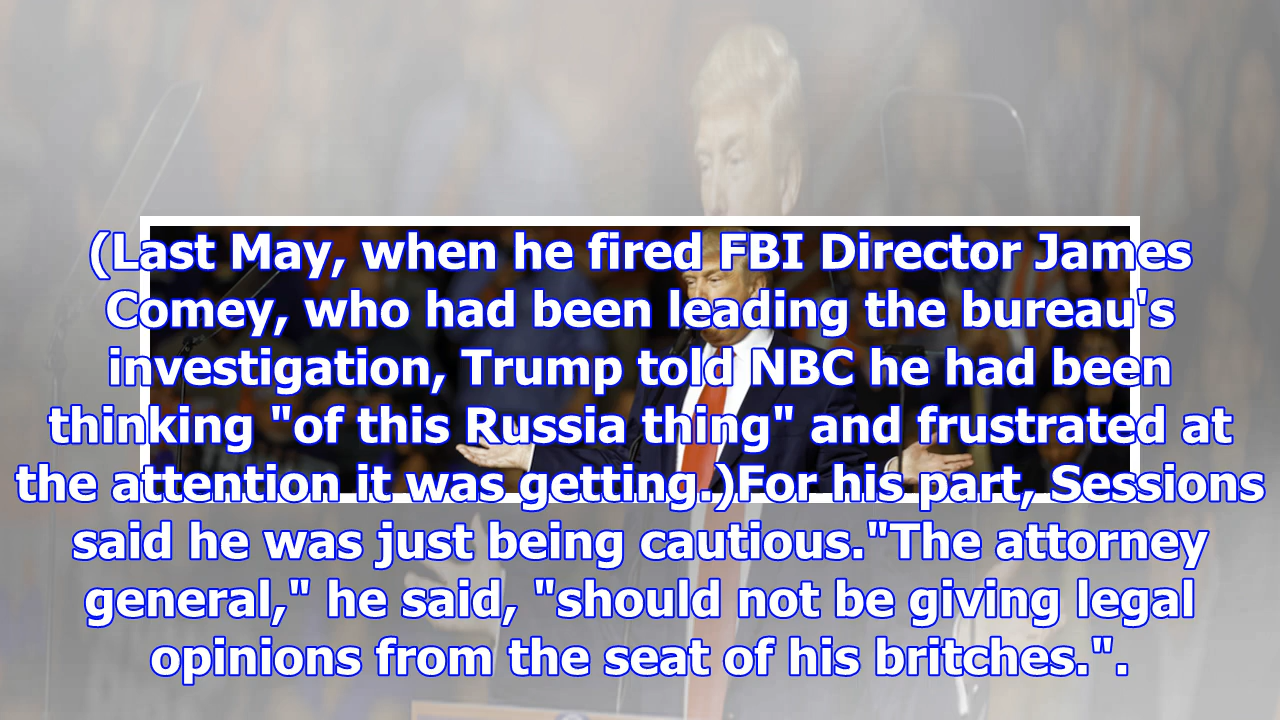 (Last May, when he fired FBI Director James
Comey, who had been leading the bureau's
investigation, Trump told NBC he had been
thinking "of this Russia thing" and frustrated at
the attention it was getting.)For his part, Sessions
said he was just being cautious."The attorney
general," he said, "should not be giving legal
opinions from the seat of his britches.".